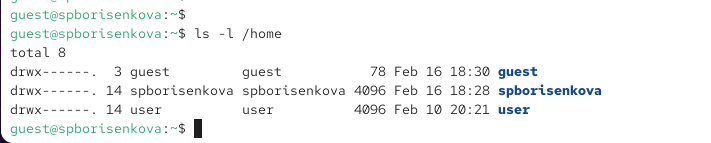 guest@spborisenkova:~$
guest@spborisenkova:~$ ls -l /home
total 8
drwx------.  3 guest         guest           78 Feb 16 18:30 guest
drwx------. 14 spborisenkova spborisenkova 4096 Feb 16 18:28 spborisenkova
drwx------. 14 user          user          4096 Feb 10 20:21 user
guest@spborisenkova:~$